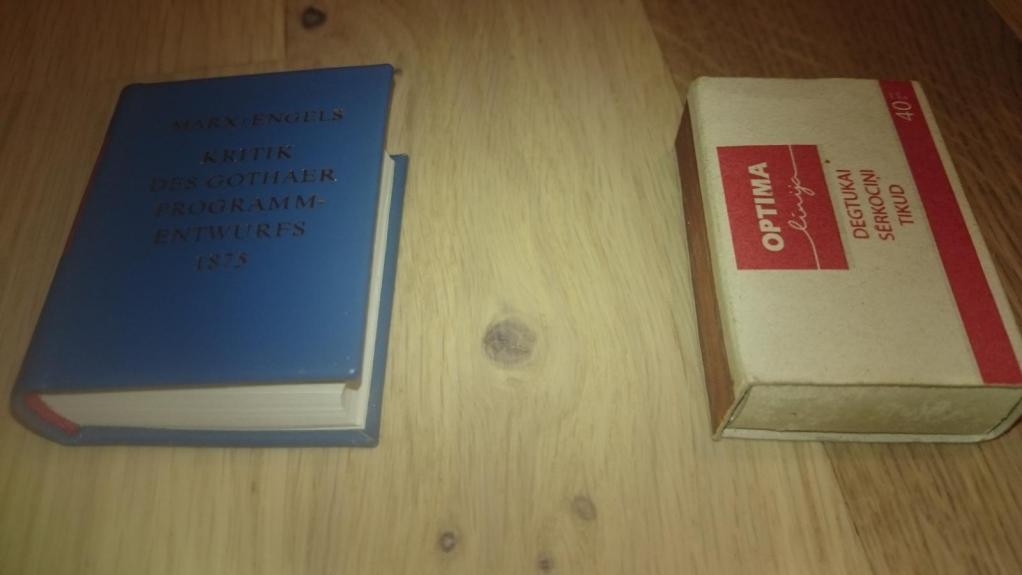 MARX/ENGELS
KRITIK
DES GOTHAER
PROGRAMM-
ENTWURFS
1875
OPTIMA
linija
DEGTUKAI
SĒRKOCIŅI
TIKUD
40